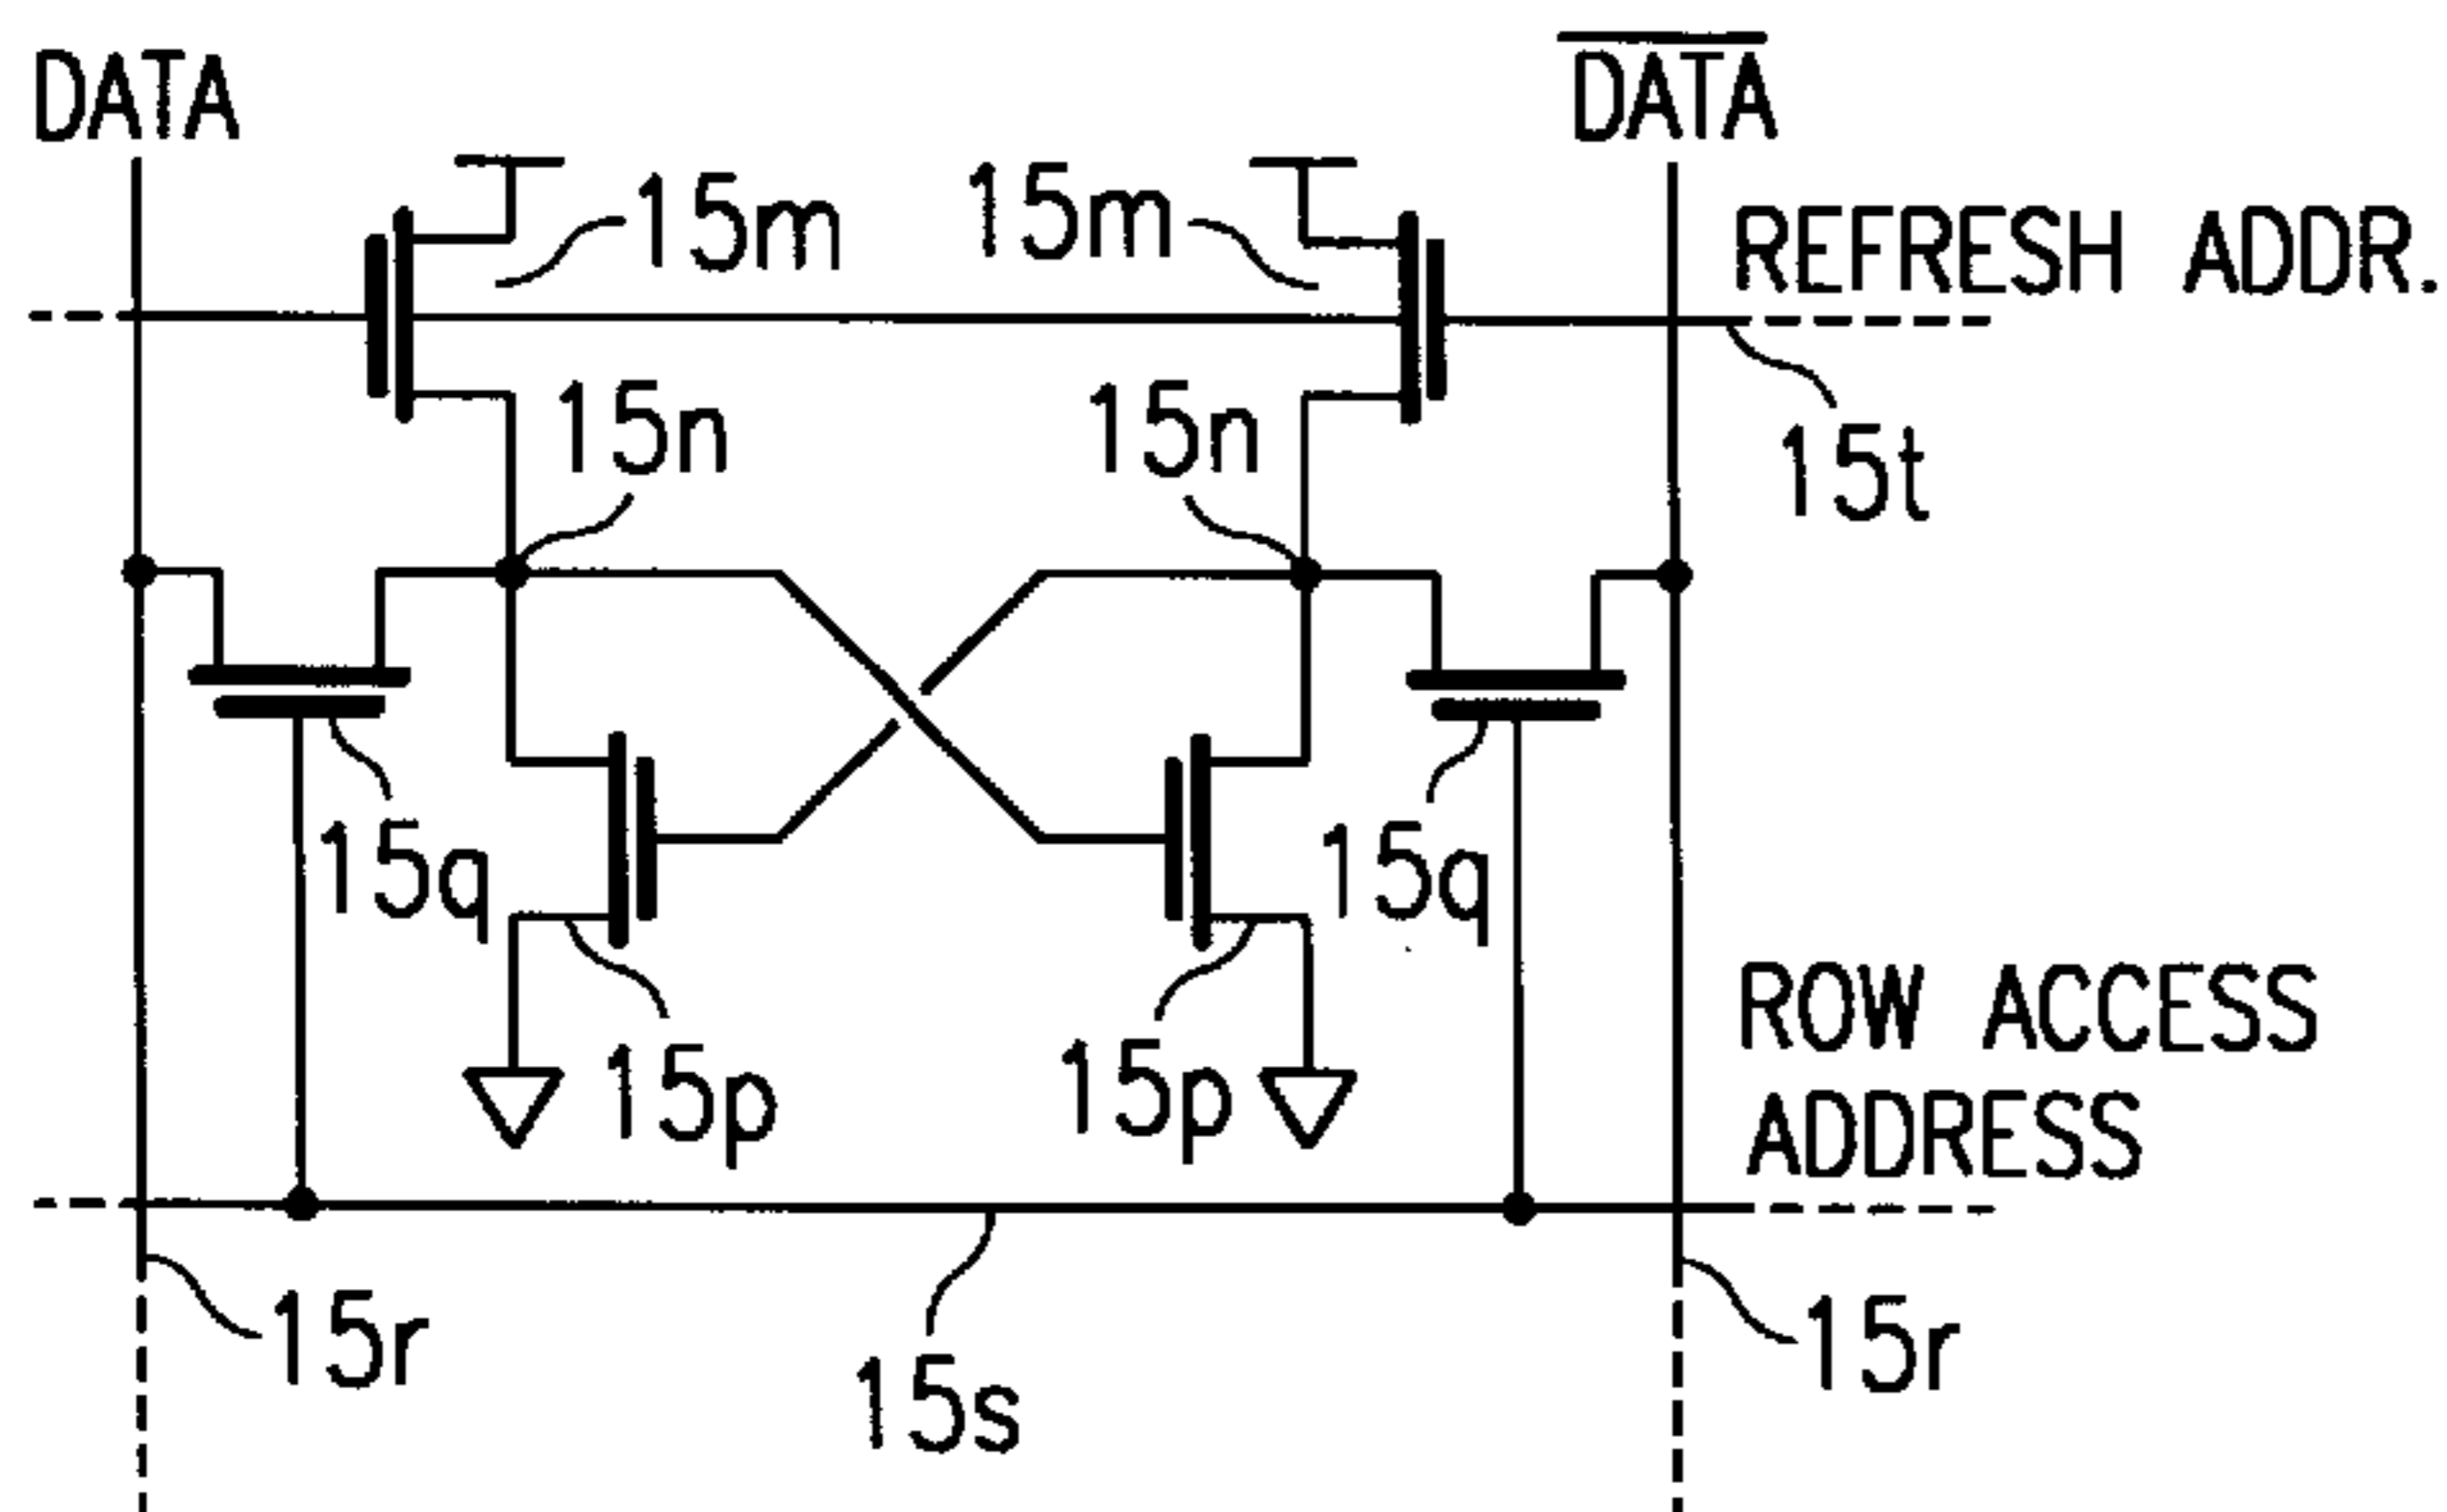 DATA
DATA
15m
15m
REFRESH ADDR.
15n
15n
15t
15q
15q
15p
15p
ROW ACCESS
ADDRESS
15r
15s
15r